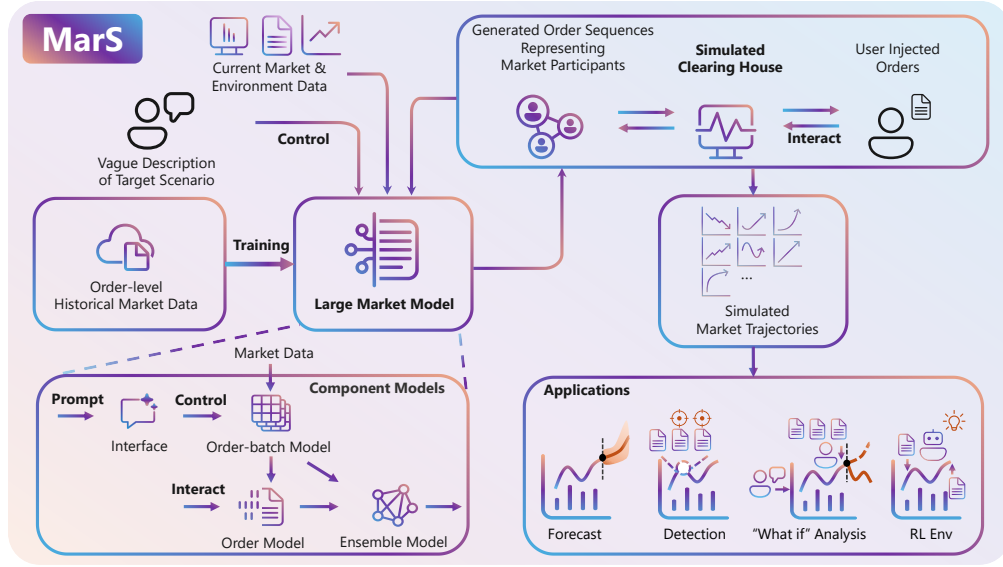 MarS
Current Market &
Environment Data
Control
Vague Description
of Target Scenario
Generated Order Sequences
Representing
Market Participants
Simulated
Clearing House
User Injected
Orders
Interact
Order-level
Historical Market Data
Training
Large Market Model
Simulated
Market Trajectories
...
Market Data
Component Models
Prompt
Interface
Control
Order-batch Model
Interact
Order Model
Ensemble Model
Applications
Forecast
Detection
"What if" Analysis
RL Env